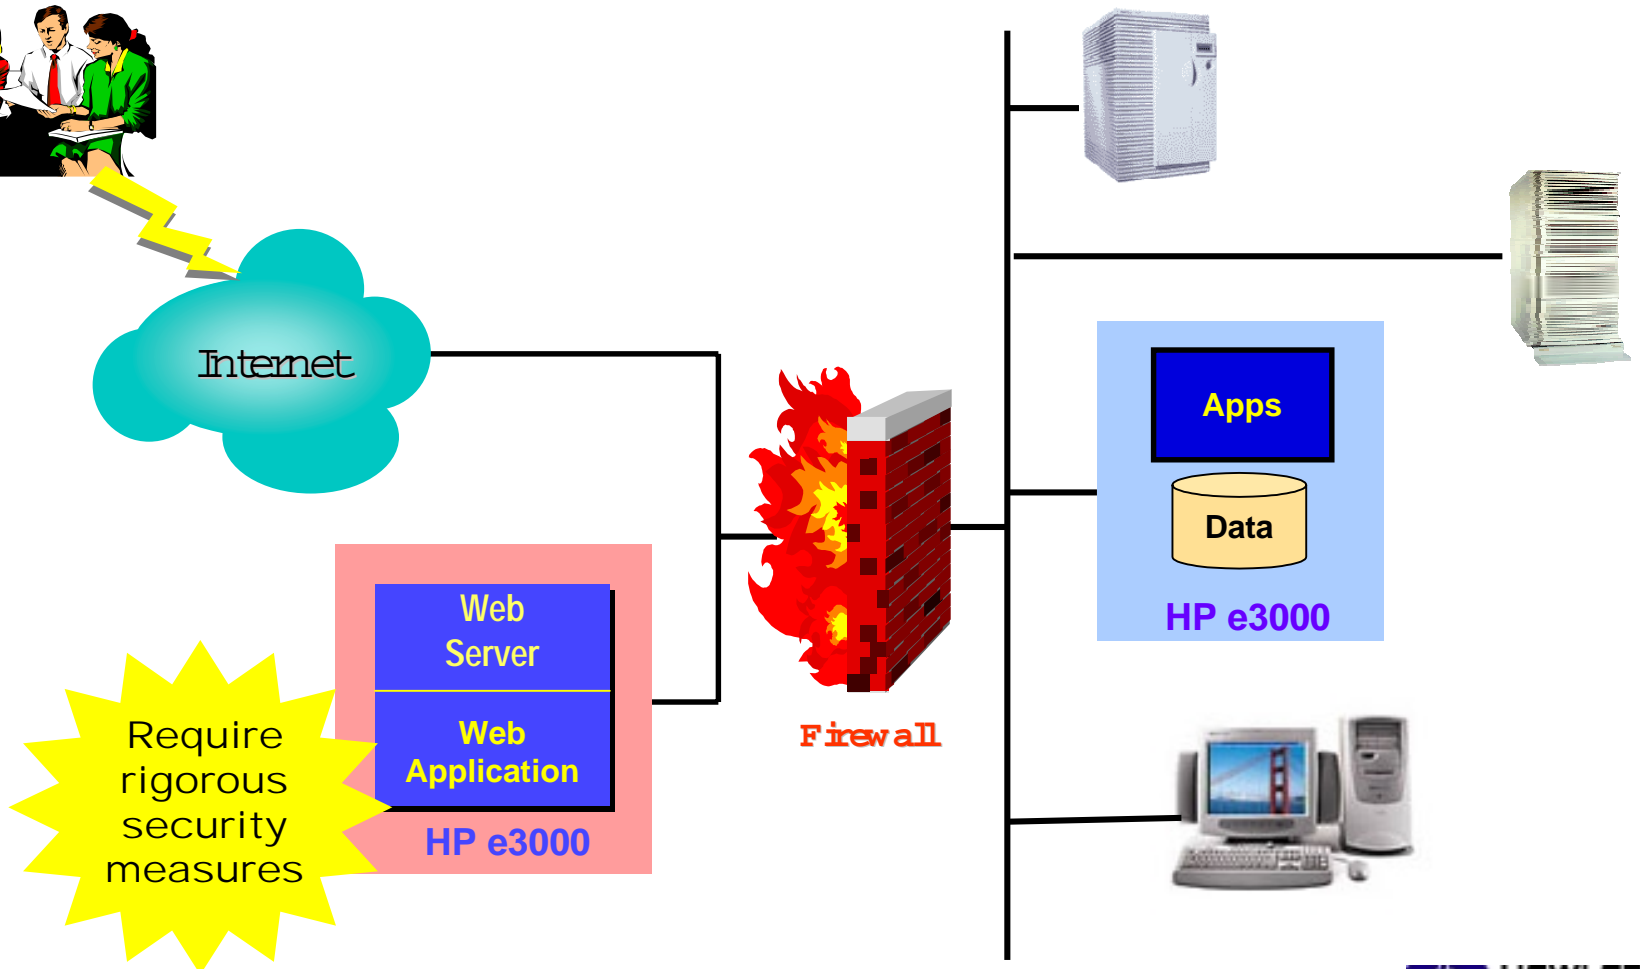 Internet
Apps
Data
HP e3000
Web
Server
Web
Application
HP e3000
Firewall
Require
rigorous
security
measures